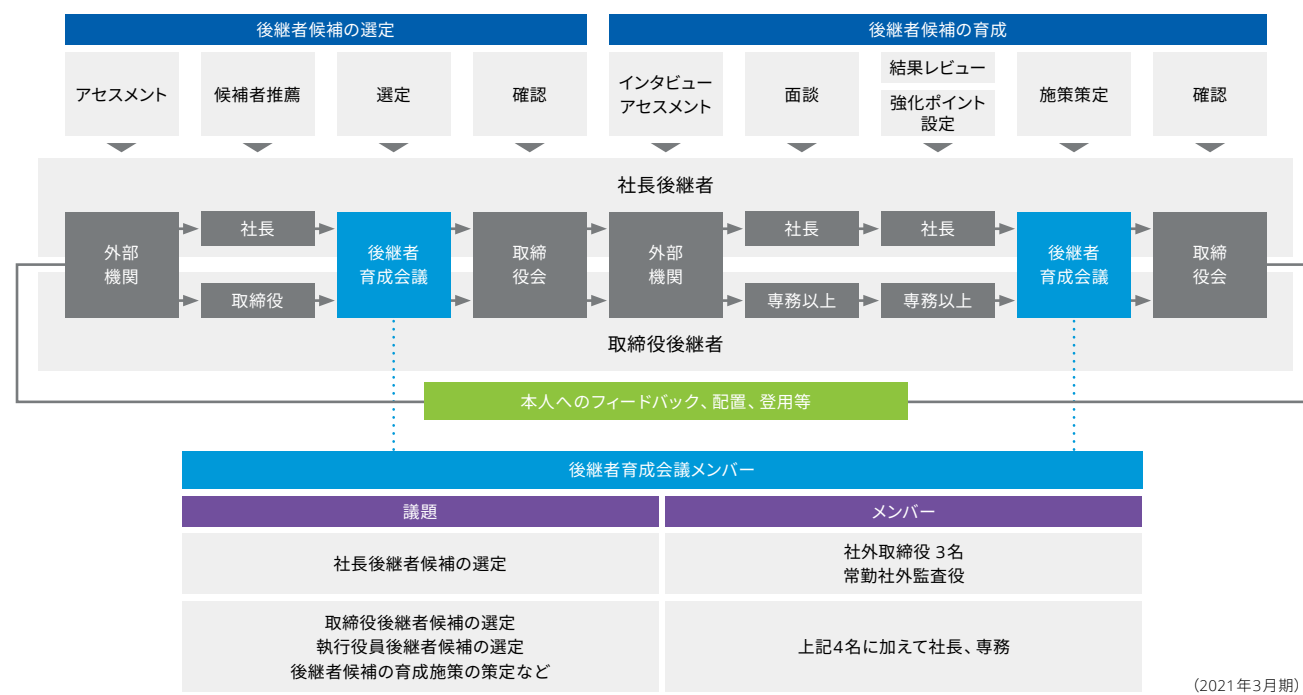 後継者候補の選定
後継者候補の育成
アセスメント
候補者推薦
選定
確認
インタビュー
アセスメント
面談
結果レビュー
強化ポイント
設定
施策策定
確認
社長後継者
外部
機関
社長
取締役
後継者
育成会議
取締
役会
外部
機関
社長
専務以上
社長
専務以上
後継者
育成会議
取締
役会
取締役後継者
本人へのフィードバック、配置、登用等
後継者育成会議メンバー
議題
メンバー
社長後継者候補の選定
社外取締役 3名
常勤社外監査役
取締役後継者候補の選定
執行役員後継者候補の選定
後継者候補の育成施策の策定など
上記4名に加えて社長、専務
（2021年3月期）